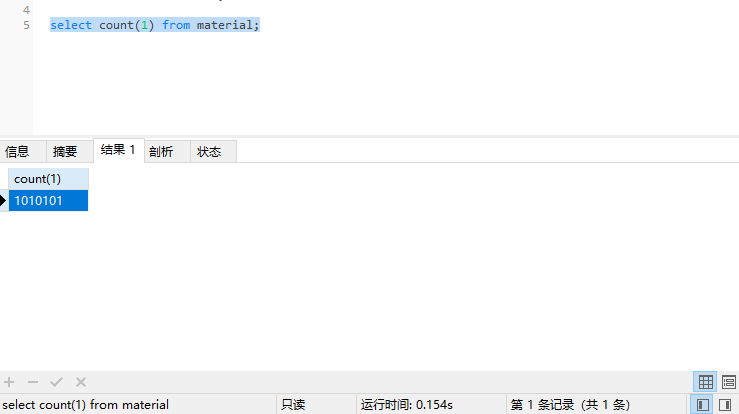 4
5 select count(1) from material;
信息 摘要 结果 1 剖析 状态
count(1)
1010101
select count(1) from material 只读 运行时间: 0.154s 第 1 条记录 (共 1 条)